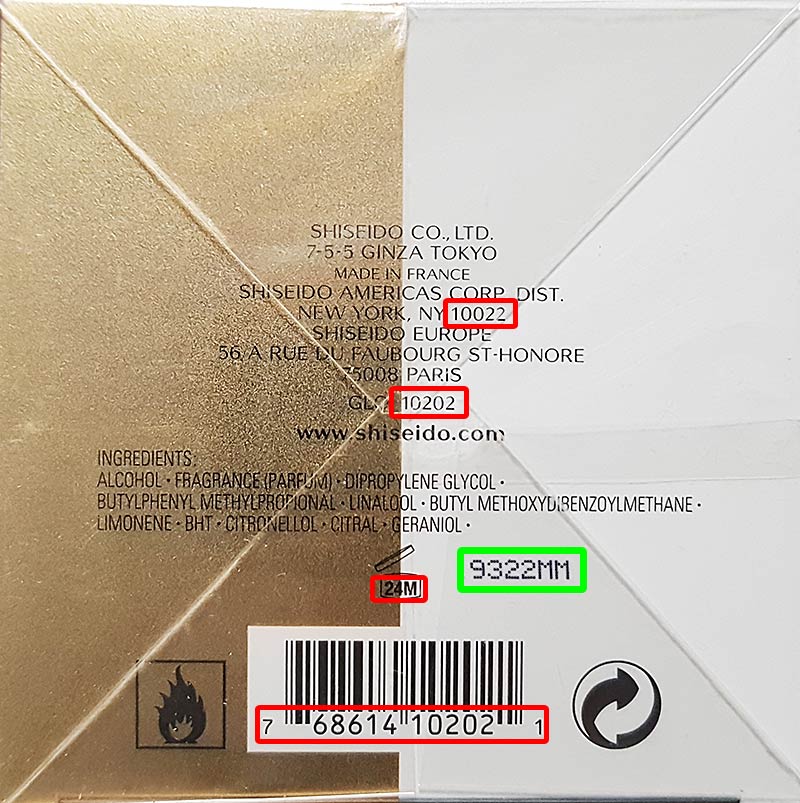 SHISEIDO CO., LTD.
7-5-5 GINZA TOKYO
MADE IN FRANCE
SHISEIDO AMERICAS CORP. DIST.
NEW YORK, NY 10022
SHISEIDO EUROPE
56 A RUE DU FAUBOURG ST-HONORE
75008 PARIS
10202
www.shiseido.com
INGREDIENTS:
ALCOHOL · FRAGRANCE (PARFUM) · DIPROPYLENE GLYCOL ·
BUTYLPHENYL METHYLPROPIONAL · LINALOOL · BUTYL METHOXYDIBENZOYLMETHANE ·
LIMONENE · BHT · CITRONELLOL · CITRAL · GERANIOL ·
24M
9322MM
7 68614 10202 1